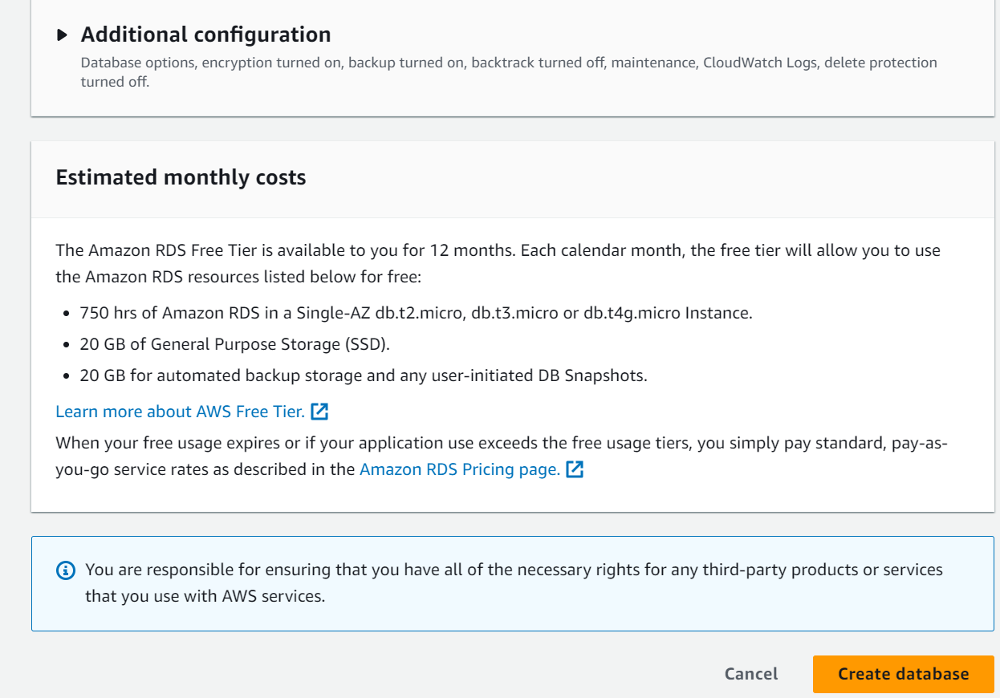 Additional configuration
Database options, encryption turned on, backup turned on, backtrack turned off, maintenance, CloudWatch Logs, delete protection
turned off.
Estimated monthly costs
The Amazon RDS Free Tier is available to you for 12 months. Each calendar month, the free tier will allow you to use
the Amazon RDS resources listed below for free:
• 750 hrs of Amazon RDS in a Single-AZ db.t2.micro, db.t3.micro or db.t4g.micro Instance.
• 20 GB of General Purpose Storage (SSD).
• 20 GB for automated backup storage and any user-initiated DB Snapshots.
Learn more about AWS Free Tier.
When your free usage expires or if your application use exceeds the free usage tiers, you simply pay standard, pay-as-
you-go service rates as described in the Amazon RDS Pricing page.
You are responsible for ensuring that you have all of the necessary rights for any third-party products or services
that you use with AWS services.
Cancel Create database